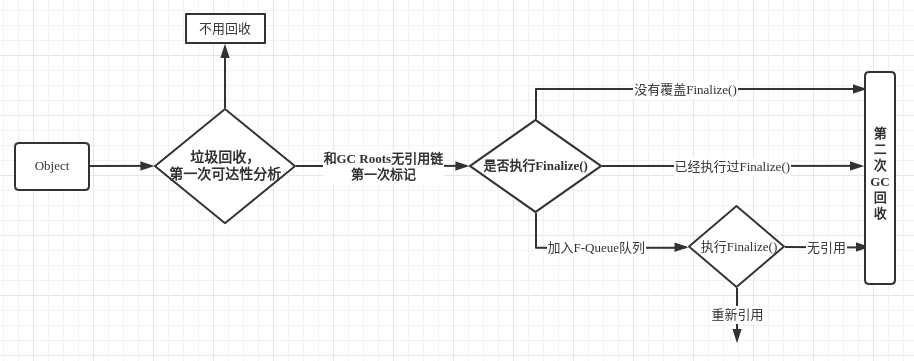 不用回收
Object
垃圾回收，
第一次可达性分析
和GC Roots无引用链
第一次标记
是否执行Finalize()
没有覆盖Finalize()
已经执行过Finalize()
加入F-Queue队列
执行Finalize()
无引用
重新引用
第
二
次
GC
回
收